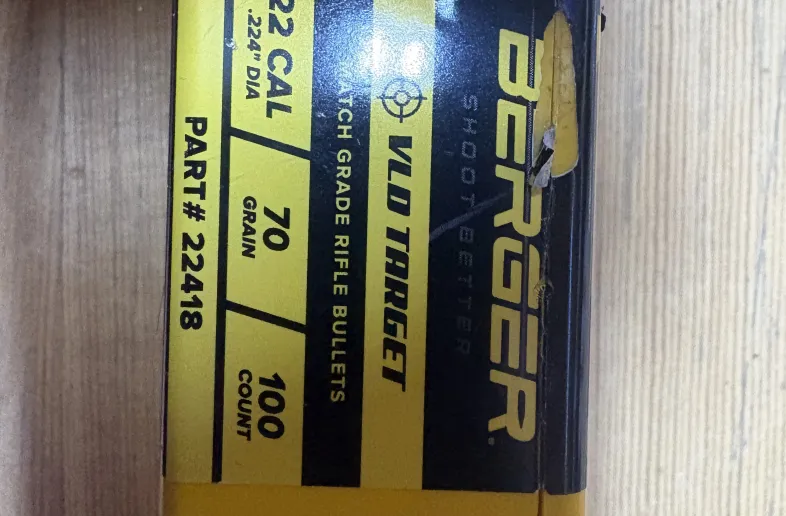 BERGER.
SHOOT BETTER
VLD TARGET
ATCH GRADE RIFLE BULLETS
22 CAL
.224" DIA
70
GRAIN
100
COUNT
PART# 22418